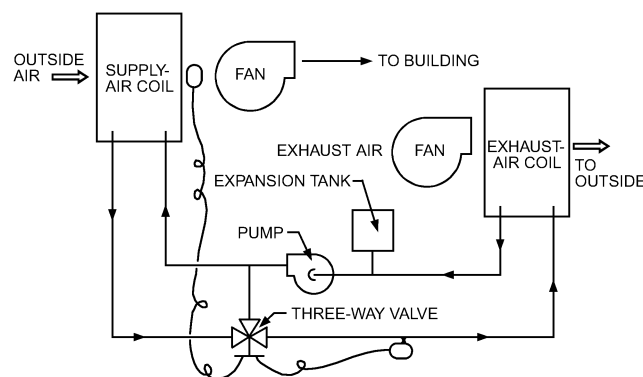 OUTSIDE
AIR
SUPPLY-
AIR COIL
FAN
TO BUILDING
EXHAUST AIR
FAN
EXHAUST-
AIR COIL
TO
OUTSIDE
EXPANSION TANK
PUMP
THREE-WAY VALVE